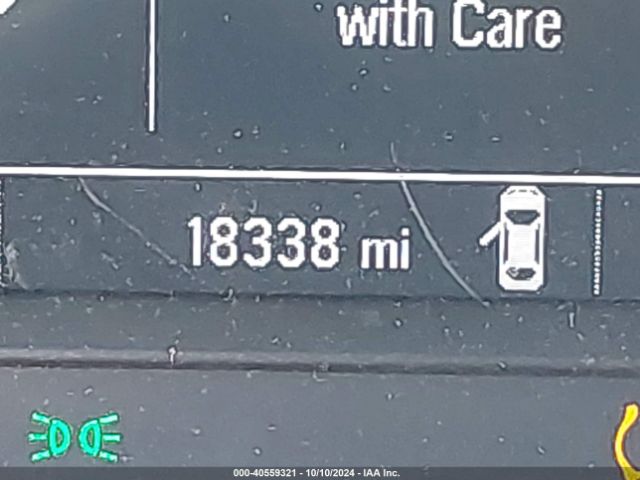 with Care
18338 mi
000-40559321 - 10/10/2024 - IAA Inc.